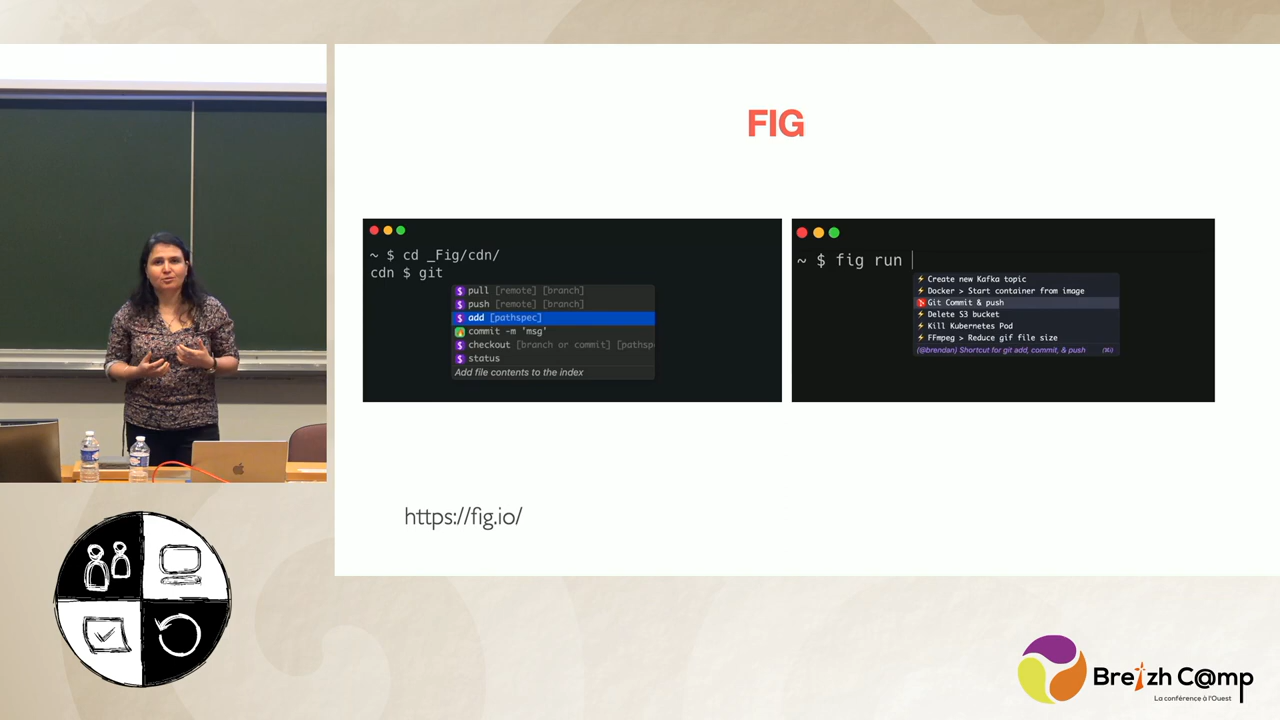 FIG
~ $ cd _Fig/cdn/
cdn $ git
$ pull [remote] [branch]
$ push [remote] [branch]
$ add [pathspec]
commit -m 'msg'
$ checkout [branch or commit] [pathsp
$ status
Add file contents to the index
~ $ fig run
Create new Kafka topic
Docker > Start container from image
Git Commit & push
Delete S3 bucket
Kill Kubernetes Pod
FFmpeg > Reduce gif file size
(@brendan) Shortcut for git add, commit, & push
https://fig.io/
Breizh C@mp
La conférence à l'Ouest